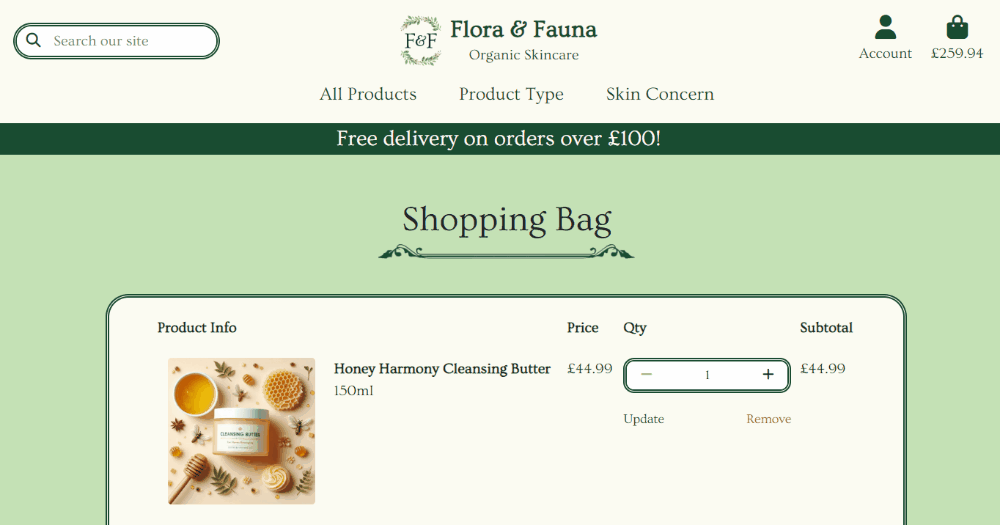 Search our site
F&F
Flora & Fauna
Organic Skincare
Account
£259.94
All Products
Product Type
Skin Concern
Free delivery on orders over £100!
Shopping Bag
Product Info
Price
Qty
Subtotal
Honey Harmony Cleansing Butter
150ml
£44.99
1
£44.99
Update
Remove
CLEANSING BUTTER